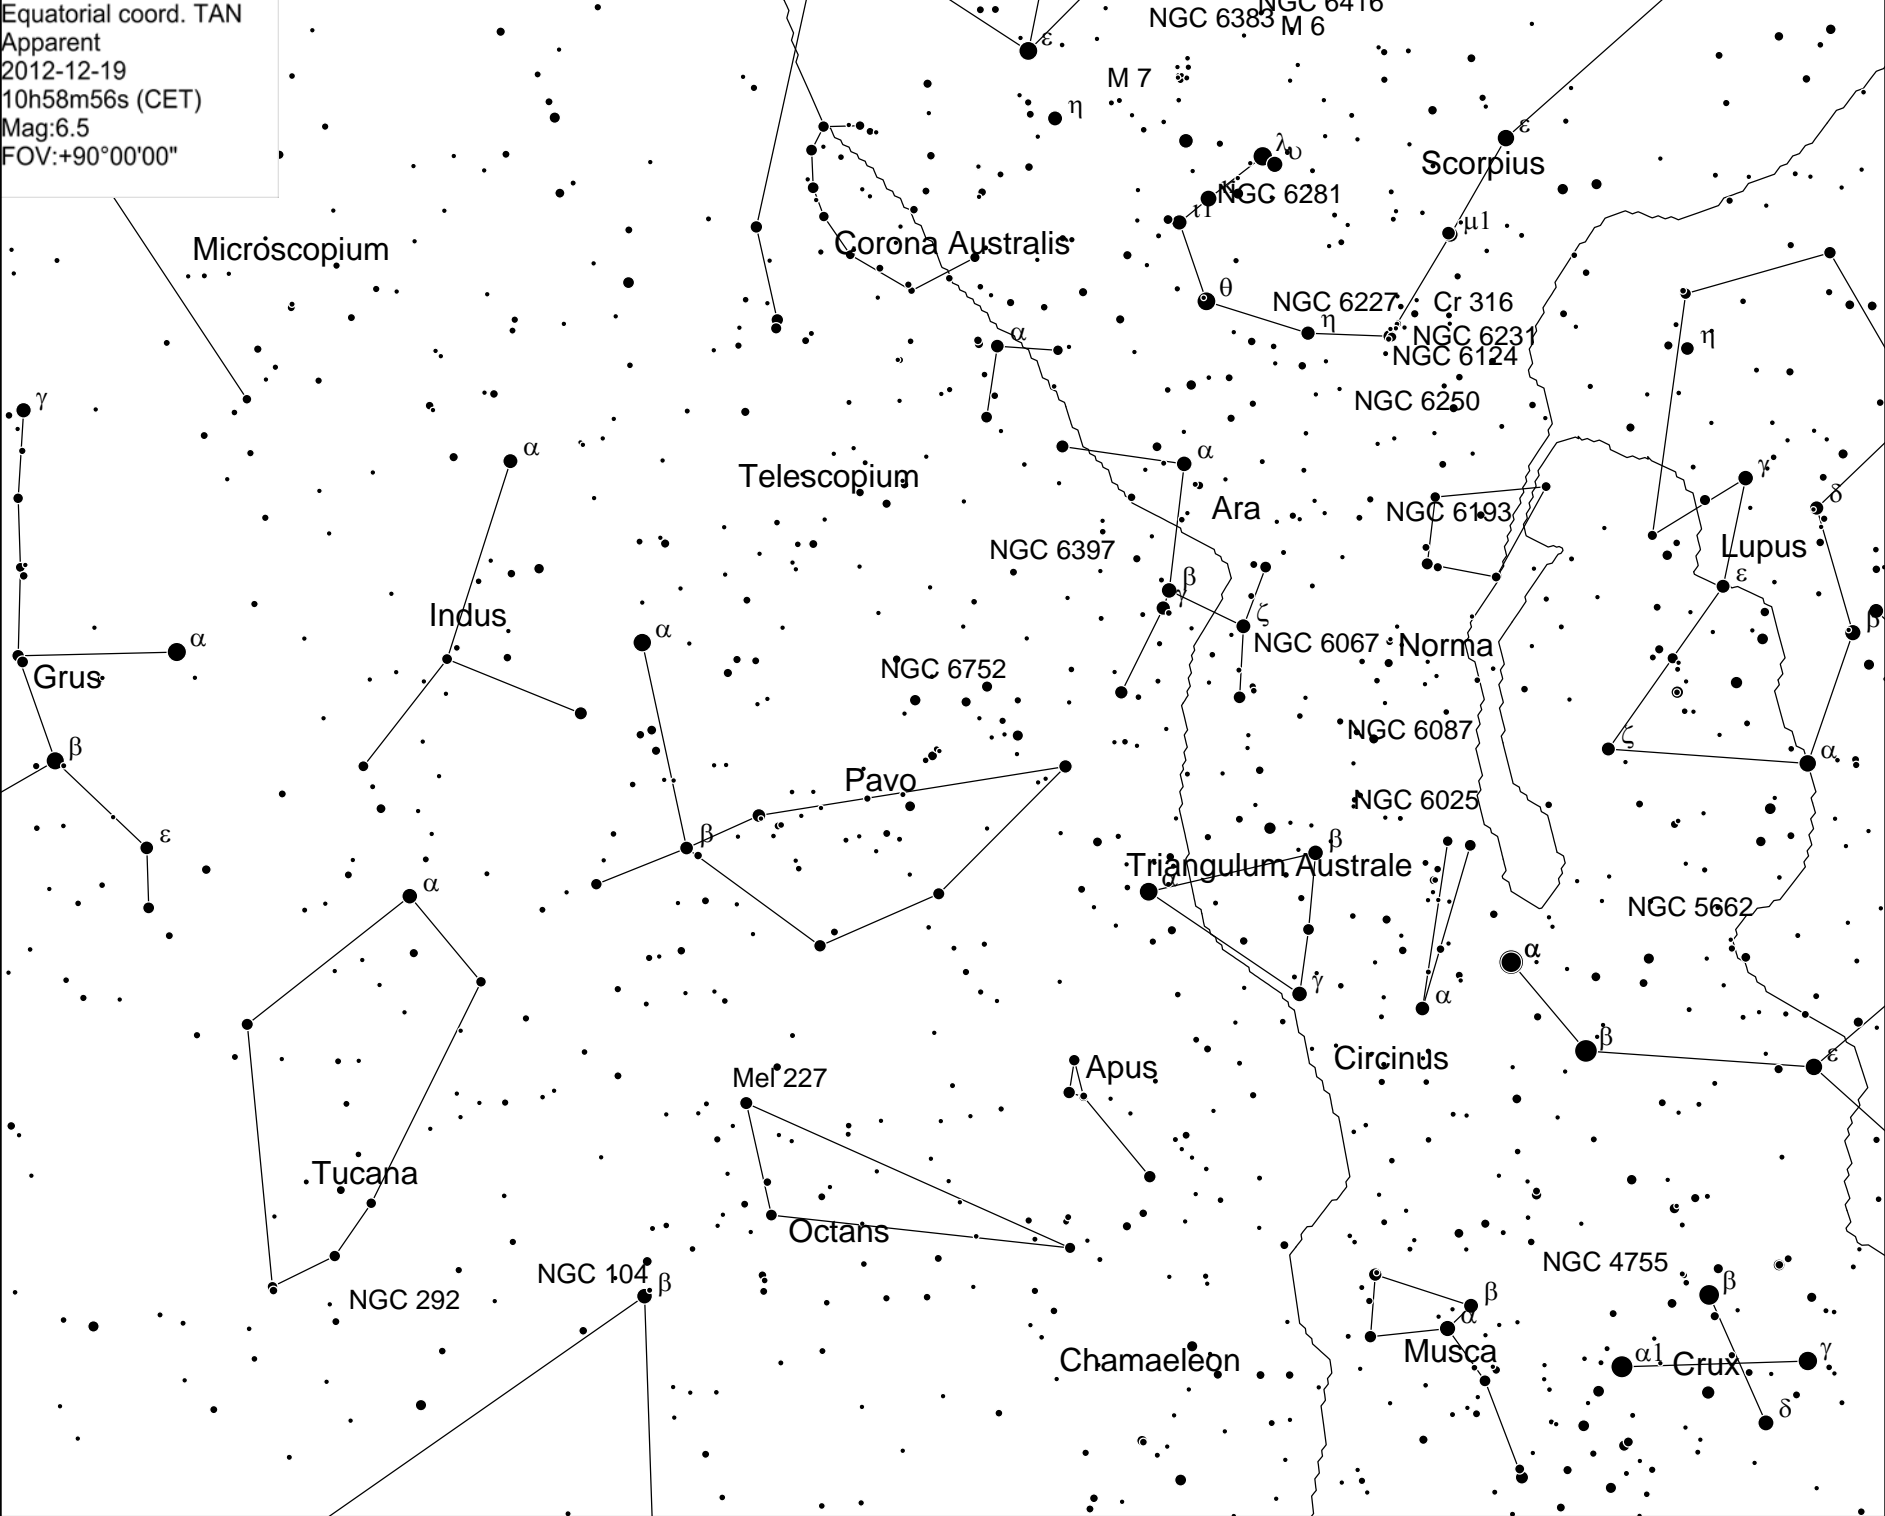 Equatorial coord. TAN
Apparent
2012-12-19
10h58m56s (CET)
Mag:6.5
FOV:+90°00'00"
NGC 6416
NGC 6383
M 6
ε
M 7
η
ε
λ
υ
Scorpius
κ
NGC 6281
ι1
μ1
Microscopium
Corona Australis
θ
NGC 6227
Cr 316
η
α
NGC 6231
η
NGC 6124
γ
NGC 6250
α
α
γ
Telescopium
δ
Ara
NGC 6193
NGC 6397
Lupus
β
ε
γ
Indus
ζ
β
α
α
NGC 6067
Norma
Grus
NGC 6752
NGC 6087
ζ
β
α
Pavo
NGC 6025
ε
β
β
Triangulum Australe
α
α
NGC 5662
α
γ
α
β
Apus
Circinus
ε
Mel 227
Tucana
Octans
NGC 104
β
NGC 292
NGC 4755
β
β
α
Chamaeleon
Musca
α1
Crux
γ
δ